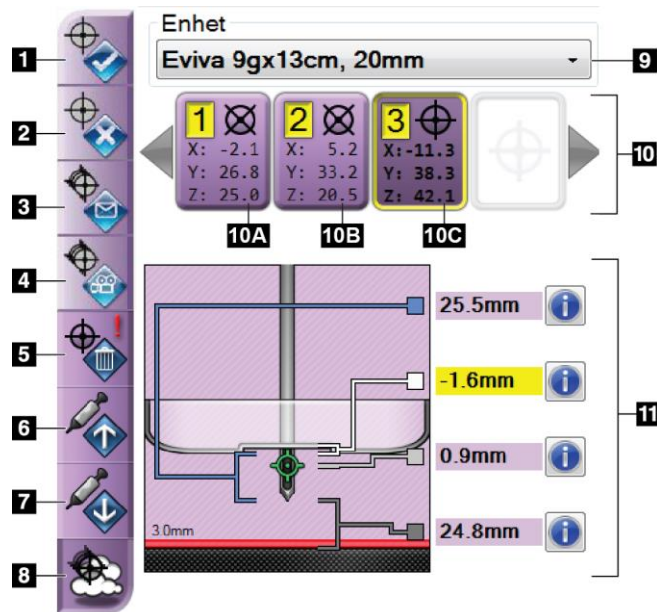 Enhet
1
Eviva 9gx13cm, 20mm
9
2
1
X: -2.1
Y: 26.8
Z: 25.0
2
X: 5.2
Y: 33.2
Z: 20.5
3
X:-11.3
Y: 38.3
Z: 42.1
10
3
10A
10B
10C
4
25.5mm
i
5
!
-1.6mm
i
11
6
0.9mm
i
7
24.8mm
i
3.0mm
8